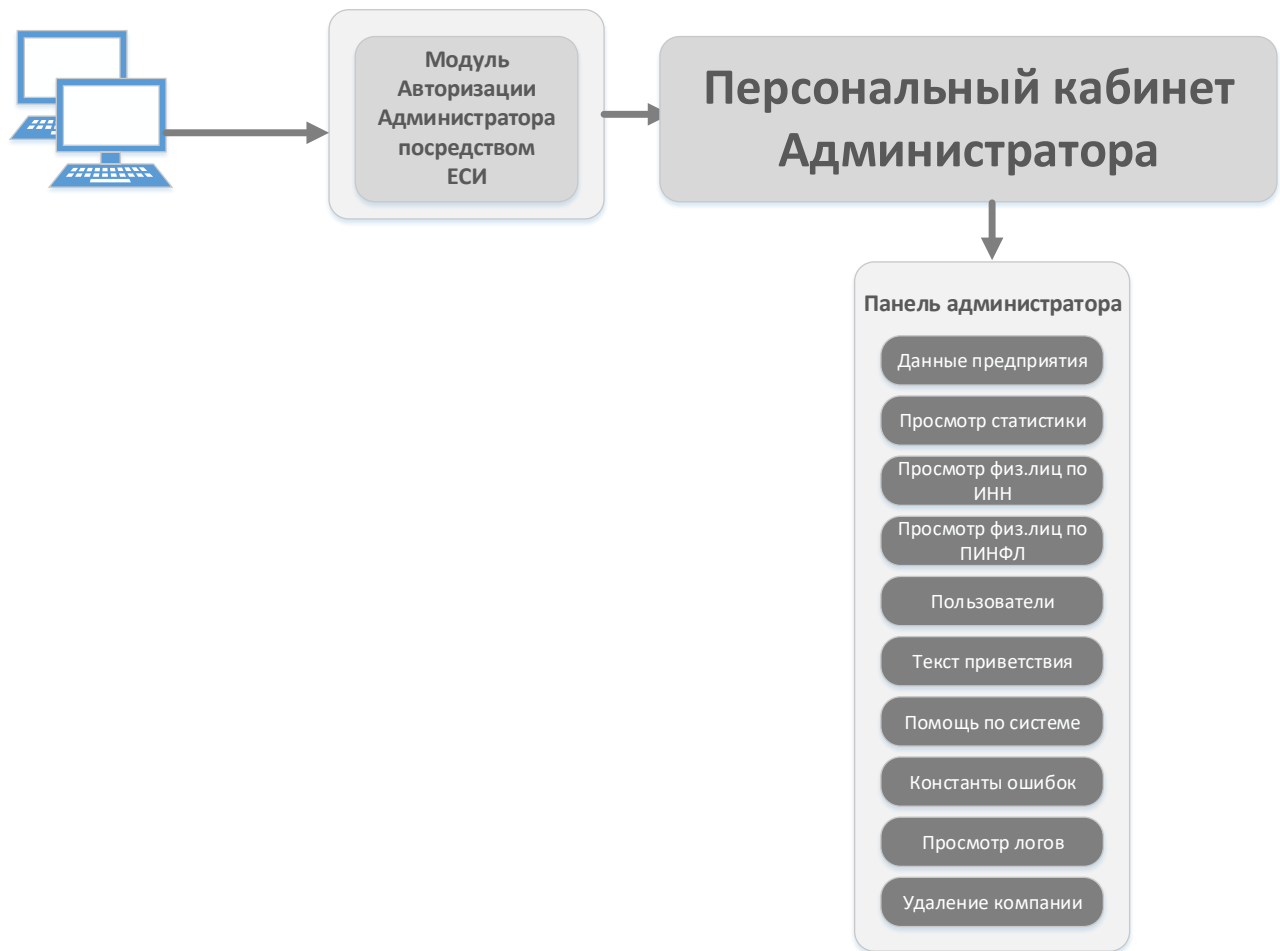 Модуль
Авторизации
Администратора
посредством
ЕСИ
Персональный кабинет
Администратора
Панель администратора
Данные предприятия
Просмотр статистики
Просмотр физ.лиц по
ИНН
Просмотр физ.лиц по
ПИНФЛ
Пользователи
Текст приветствия
Помощь по системе
Константы ошибок
Просмотр логов
Удаление компании